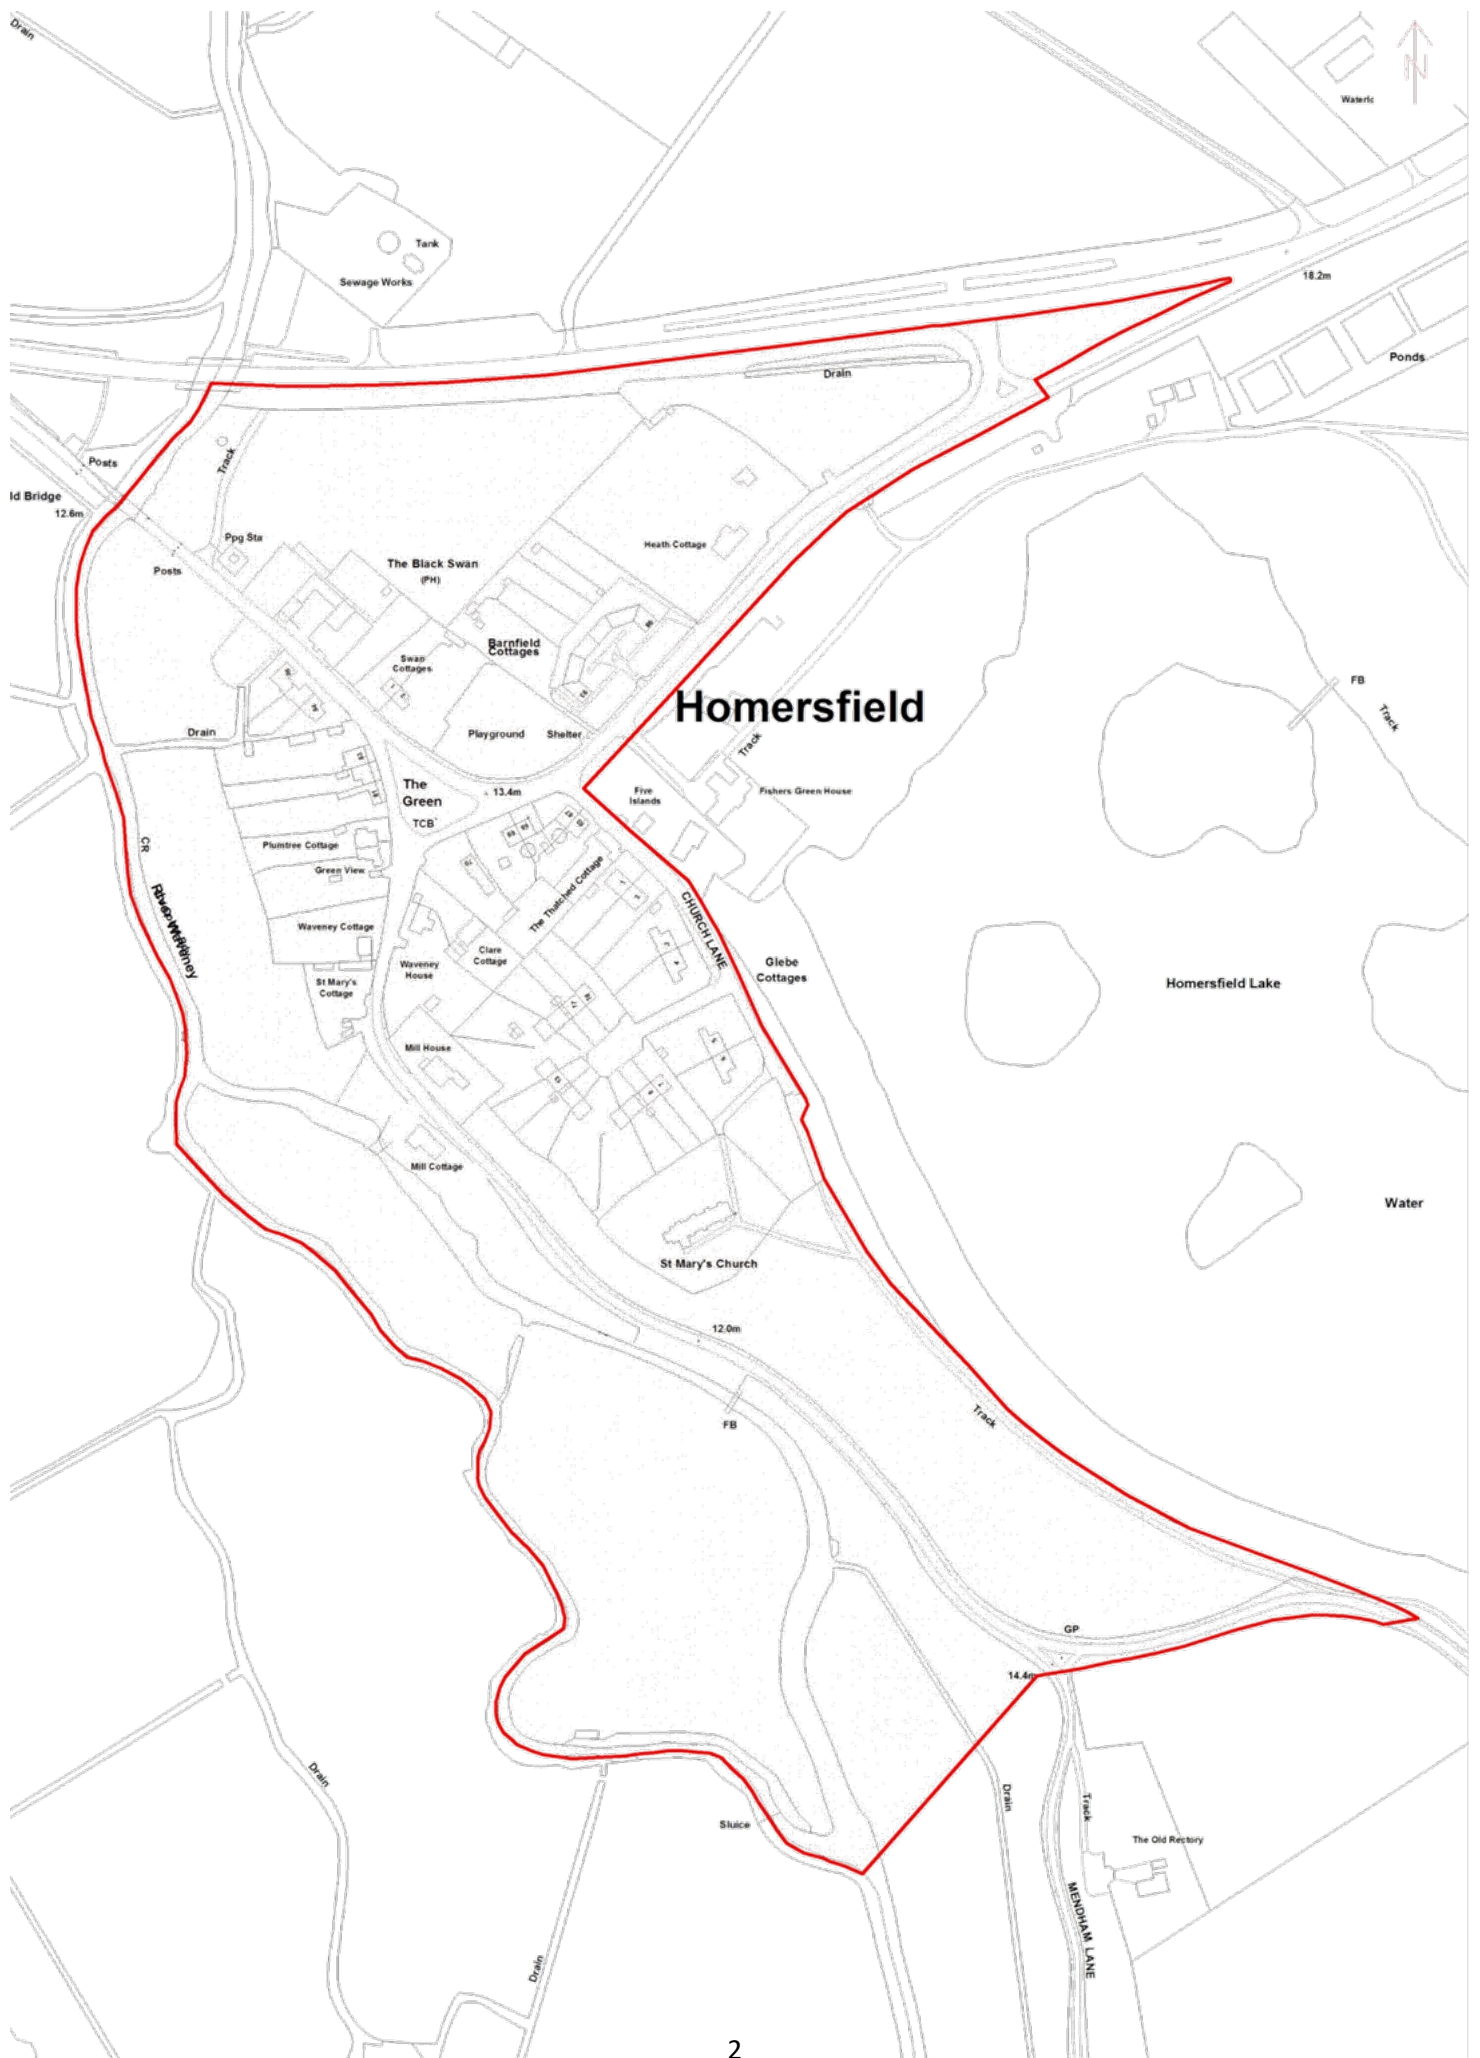 Drain
N
Tank
Sewage Works
18.2m
Ponds
Drain
Posts
Track
ld Bridge
12.6m
Ppg Sta
Posts
The Black Swan
(PH)
Heath Cottage
Barnfield
Cottages
Swan
Cottages
Homersfield
FB
Track
Drain
Playground
Shelter
Track
The
Green
13.4m
TCB
Five
Islands
Fishers Green House
Plumtree Cottage
Green View
The Thatched Cottage
CR
River Waveney
CHURCH LANE
Waveney Cottage
Waveney
House
Clare
Cottage
Glebe
Cottages
Homersfield Lake
St Mary's
Cottage
Mill House
Mill Cottage
Water
St Mary's Church
12.0m
Track
FB
GP
14.4m
Drain
Drain
Track
Sluice
The Old Rectory
MENDHAM LANE
Drain
2